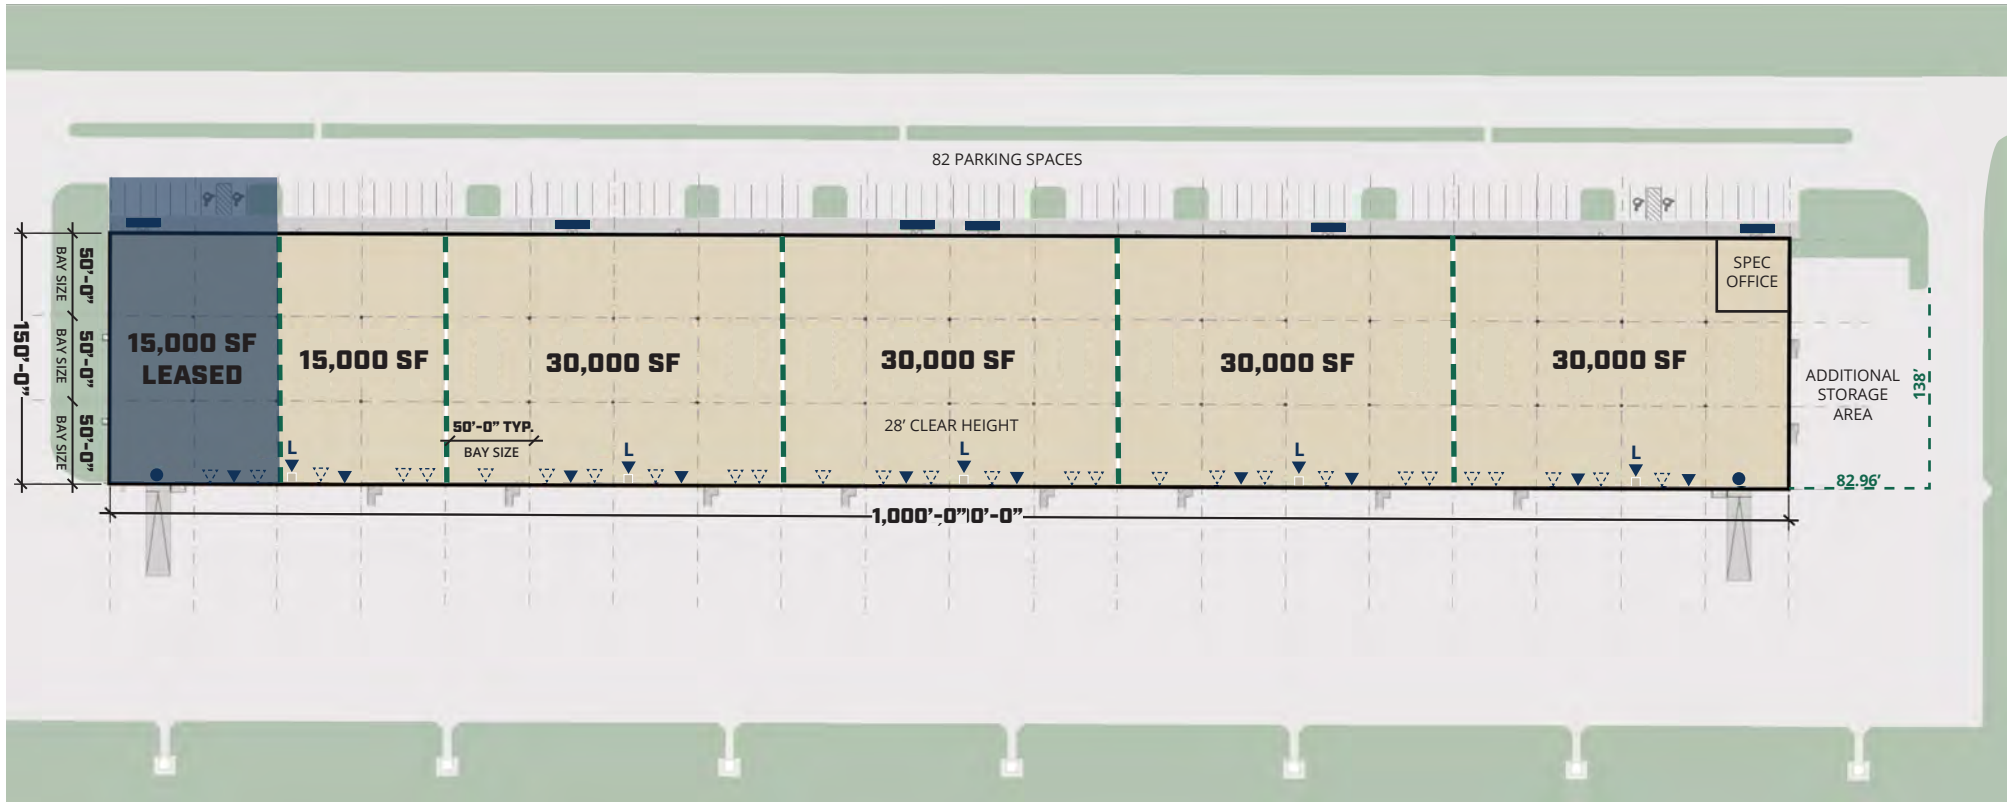 82 PARKING SPACES
150'-0"
50'-0"
BAY SIZE
50'-0"
BAY SIZE
50'-0"
BAY SIZE
15,000 SF
LEASED
15,000 SF
30,000 SF
30,000 SF
30,000 SF
30,000 SF
SPEC
OFFICE
50'-0" TYP.
BAY SIZE
28' CLEAR HEIGHT
L
L
L
L
L
ADDITIONAL
STORAGE
AREA
138'
82.96'
1,000'-0"